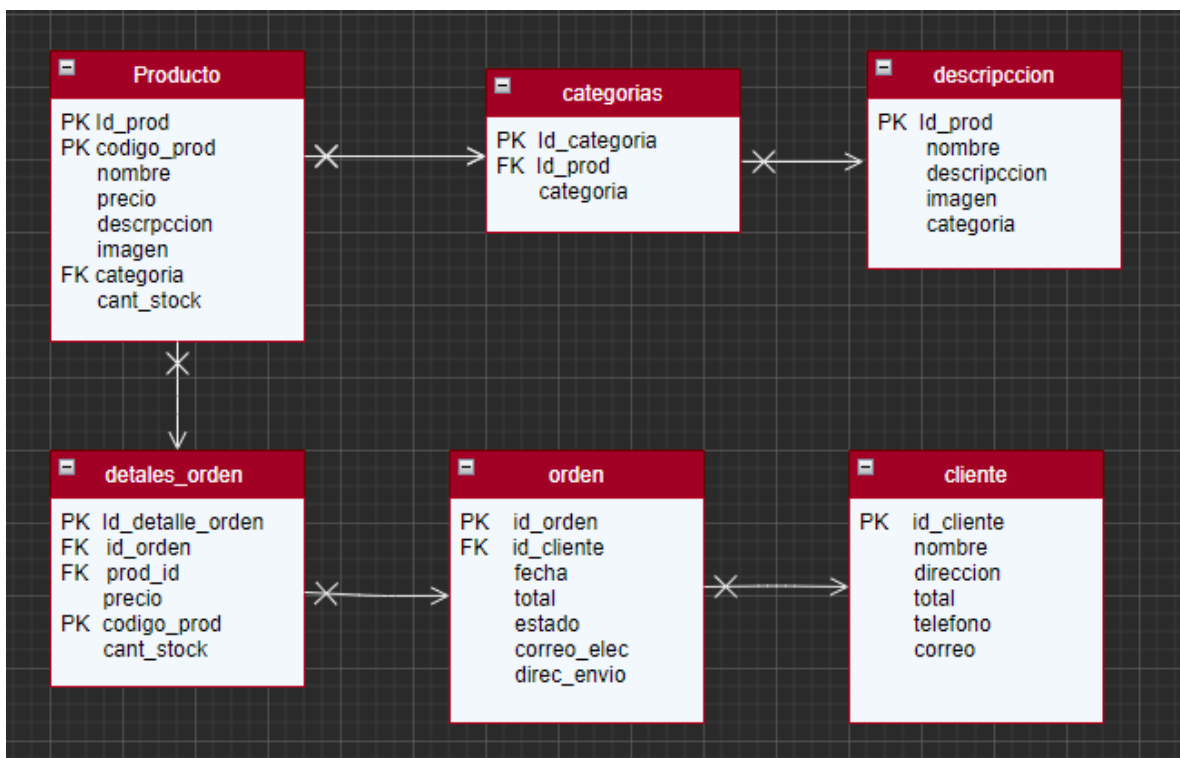 Producto
PK Id_prod
PK codigo_prod
nombre
precio
descrpccion
imagen
FK categoria
cant_stock
categorias
PK Id_categoria
FK Id_prod
categoria
descripccion
PK Id_prod
nombre
descripccion
imagen
categoria
detales_orden
PK Id_detalle_orden
FK id_orden
FK prod_id
precio
PK codigo_prod
cant_stock
orden
PK id_orden
FK id_cliente
fecha
total
estado
correo_elec
direc_envio
cliente
PK id_cliente
nombre
direccion
total
telefono
correo